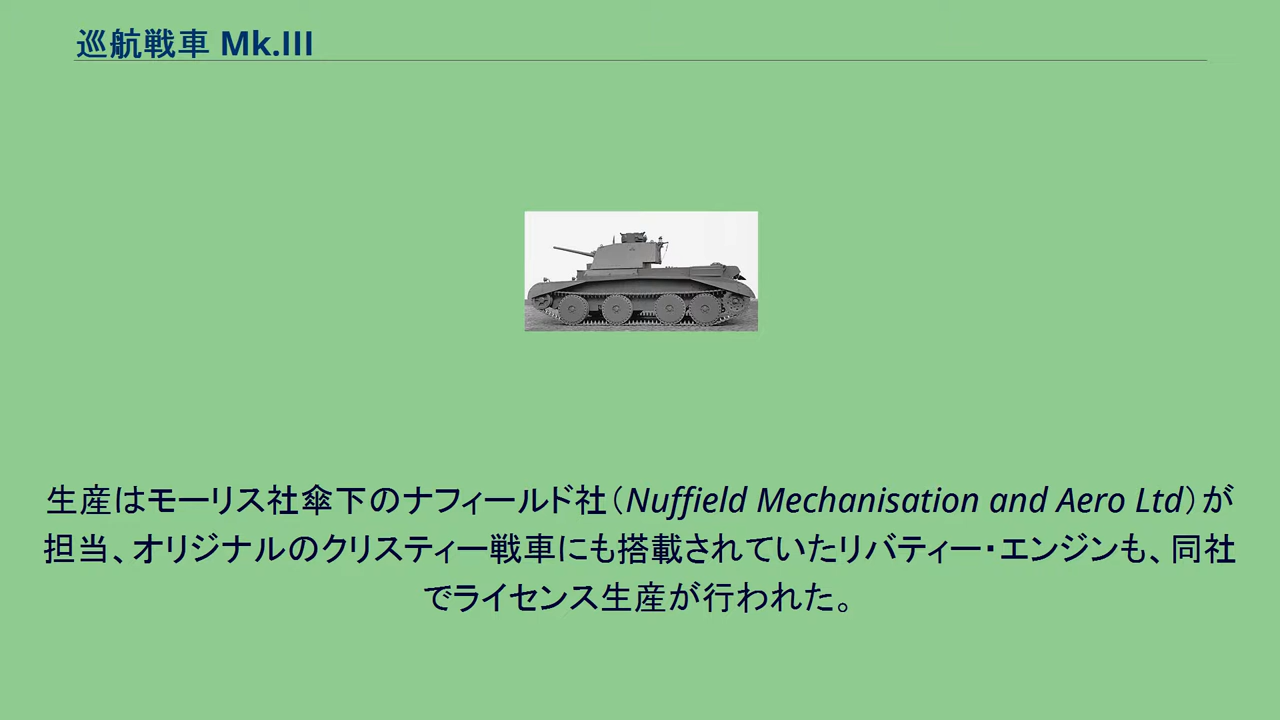 巡航戦車 Mk.III
生産はモーリス社傘下のナフィールド社（Nuffield Mechanisation and Aero Ltd）が
担当、オリジナルのクリスティー戦車にも搭載されていたリバティー・エンジンも、同社
でライセンス生産が行われた。